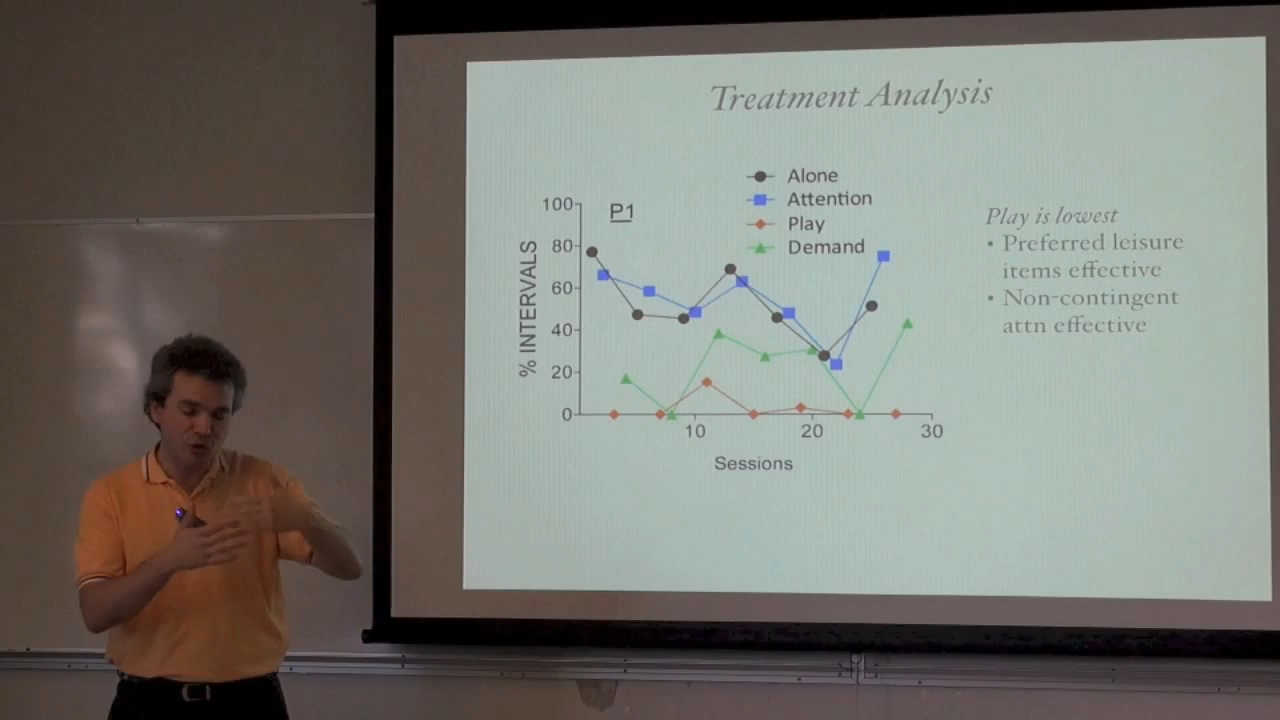 Treatment Analysis
Alone
Attention
Play
Demand
P1
100
80
60
40
20
0
% INTERVALS
10
20
30
Sessions
Play is lowest
• Preferred leisure
items effective
• Non-contingent
attn effective